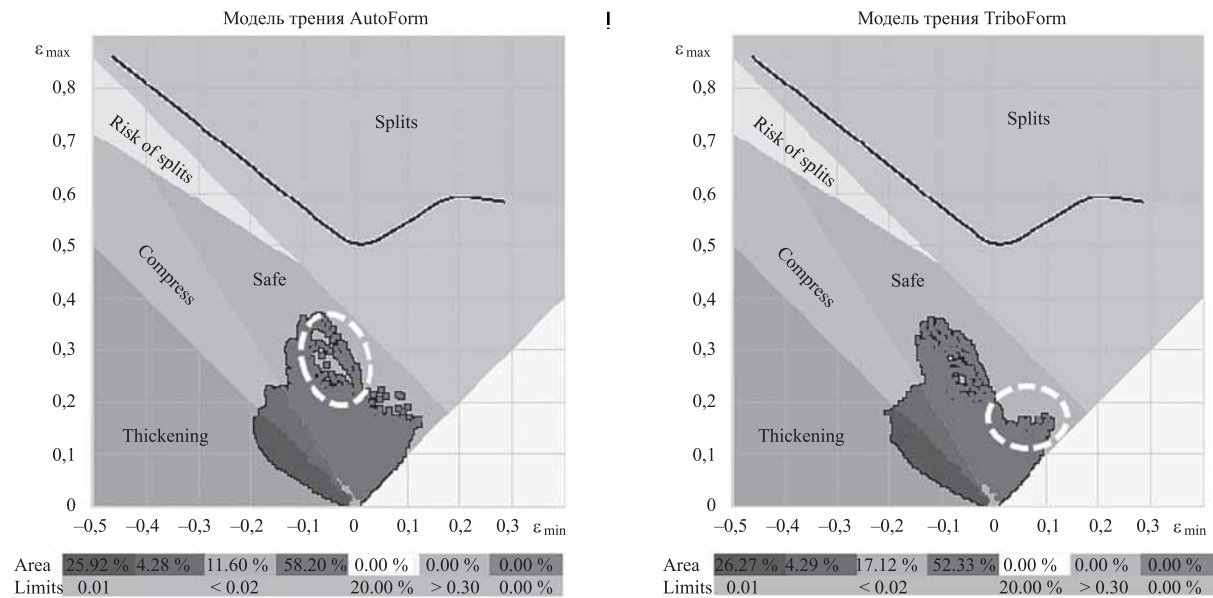 Модель трения AutoForm
ε max
0,8
0,7
0,6
0,5
0,4
0,3
0,2
0,1
0
Splits
Risk of splits
Compress
Safe
Thickening
–0,5 –0,4 –0,3 –0,2 –0,1 0 0,1 0,2 0,3 ε min
Area 25.92 % 4.28 % 11.60 % 58.20 % 0.00 % 0.00 % 0.00 %
Limits 0.01 < 0.02 20.00 % > 0.30 0.00 %
!
Модель трения TriboForm
ε max
0,8
0,7
0,6
0,5
0,4
0,3
0,2
0,1
0
Splits
Risk of splits
Compress
Safe
Thickening
–0,5 –0,4 –0,3 –0,2 –0,1 0 0,1 0,2 0,3 ε min
Area 26.27 % 4.29 % 17.12 % 52.33 % 0.00 % 0.00 % 0.00 %
Limits 0.01 < 0.02 20.00 % > 0.30 0.00 %